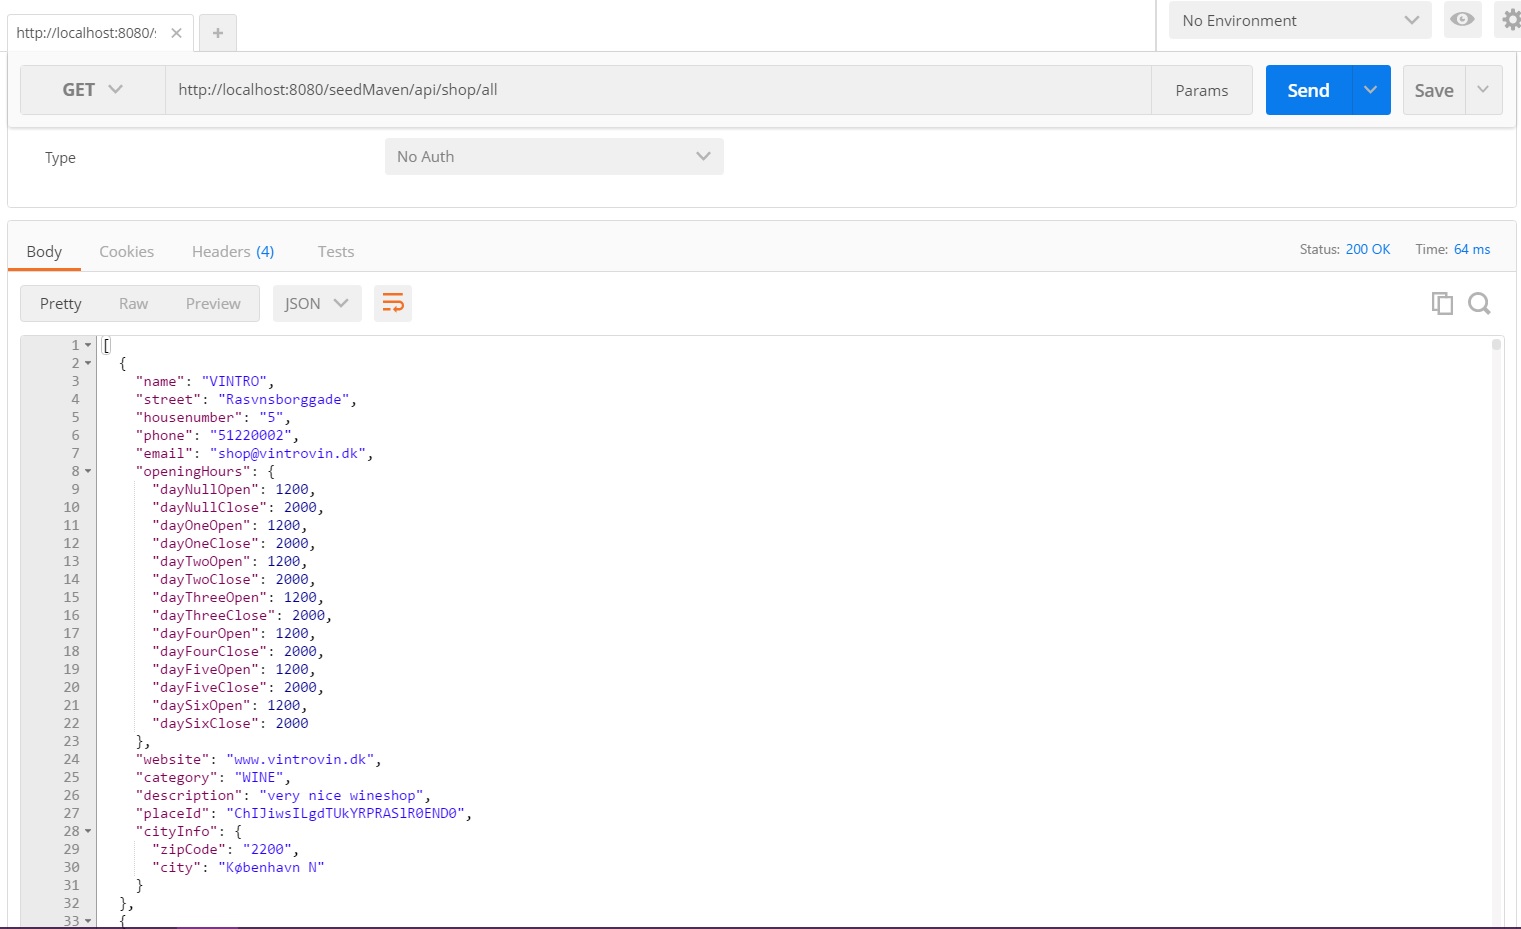 http://localhost:8080/s
No Environment
GET
http://localhost:8080/seedMaven/api/shop/all
Params
Send
Save
Type
No Auth
Body
Cookies
Headers (4)
Tests
Status: 200 OK
Time: 64 ms
Pretty
Raw
Preview
JSON
1 [
2 {
3 "name": "VINTRO",
4 "street": "Rasvnsborggade",
5 "housenumber": "5",
6 "phone": "51220002",
7 "email": "shop@vintrovin.dk",
8 "openingHours": {
9 "dayNullOpen": 1200,
10 "dayNullClose": 2000,
11 "dayOneOpen": 1200,
12 "dayOneClose": 2000,
13 "dayTwoOpen": 1200,
14 "dayTwoClose": 2000,
15 "dayThreeOpen": 1200,
16 "dayThreeClose": 2000,
17 "dayFourOpen": 1200,
18 "dayFourClose": 2000,
19 "dayFiveOpen": 1200,
20 "dayFiveClose": 2000,
21 "daySixOpen": 1200,
22 "daySixClose": 2000
23 },
24 "website": "www.vintrovin.dk",
25 "category": "WINE",
26 "description": "very nice wineshop",
27 "placeId": "ChIJiwsILgdTUkYRPRASlR0END0",
28 "cityInfo": {
29 "zipCode": "2200",
30 "city": "København N"
31 }
32 },
33 {